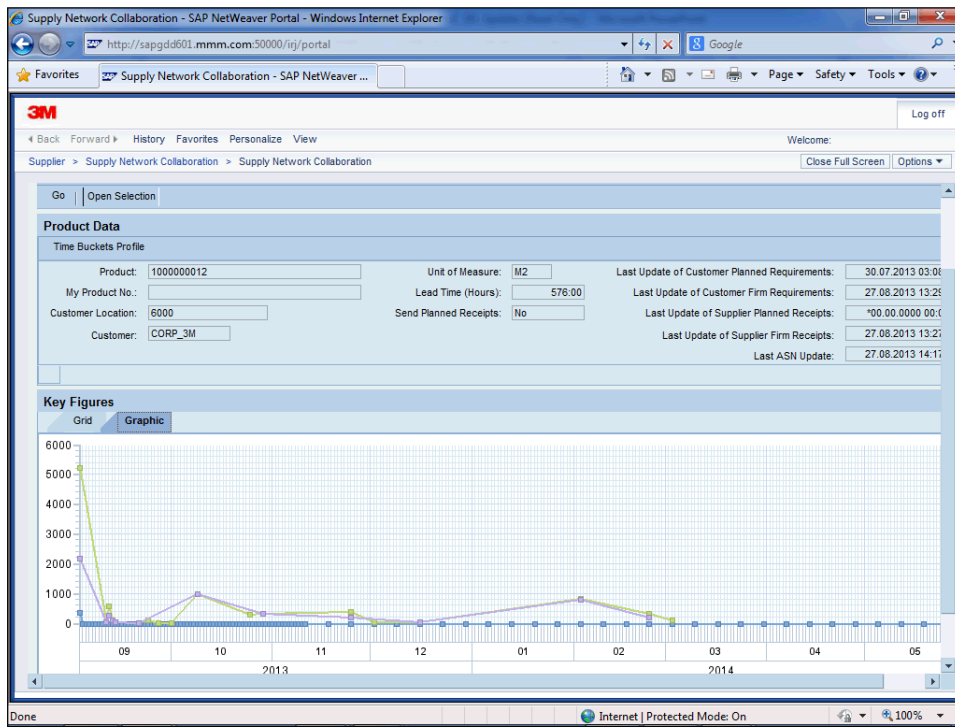 Supply Network Collaboration - SAP NetWeaver Portal - Windows Internet Explorer
http://sapgdd601.mmm.com:50000/irj/portal
Google
Favorites
Supply Network Collaboration - SAP NetWeaver ...
Page Safety Tools
3M
Log off
Back Forward History Favorites Personalize View
Welcome:
Supplier > Supply Network Collaboration > Supply Network Collaboration
Close Full Screen Options
Go | Open Selection
Product Data
Time Buckets Profile
Product: 1000000012 Unit of Measure: M2 Last Update of Customer Planned Requirements: 30.07.2013 03:08
My Product No.: Lead Time (Hours): 576:00 Last Update of Customer Firm Requirements: 27.08.2013 13:29
Customer Location: 6000 Send Planned Receipts: No Last Update of Supplier Planned Receipts: *00.00.0000 00:0
Customer: CORP_3M Last Update of Supplier Firm Receipts: 27.08.2013 13:27
Last ASN Update: 27.08.2013 14:17
Key Figures
Grid Graphic
6000
5000
4000
3000
2000
1000
0
09 10 11 12 01 02 03 04 05
2013 2014
Done
Internet | Protected Mode: On
100%